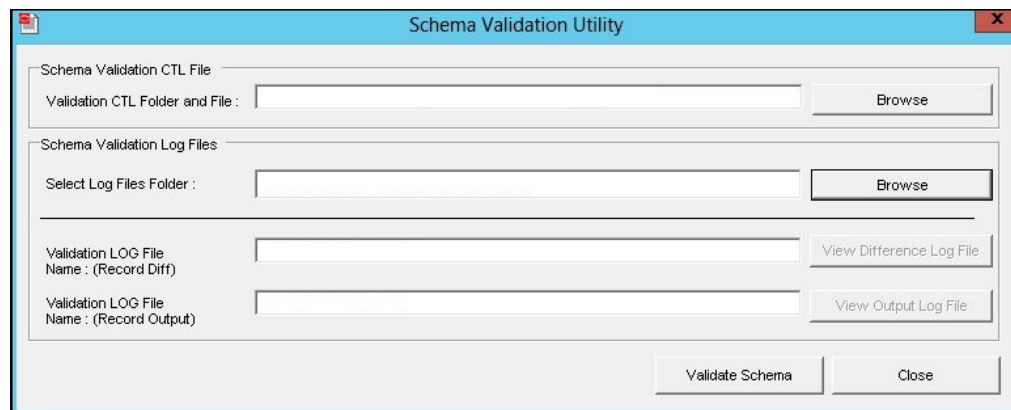 Schema Validation Utility
x
Schema Validation CTL File
Validation CTL Folder and File :
Browse
Schema Validation Log Files
Select Log Files Folder :
Browse
Validation LOG File
Name : (Record Diff)
View Difference Log File
Validation LOG File
Name : (Record Output)
View Output Log File
Validate Schema
Close